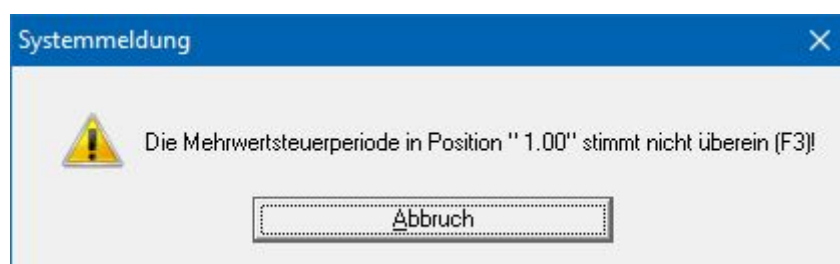 Systemmeldung
Die Mehrwertsteuerperiode in Position " 1.00" stimmt nicht überein (F3)!
Abbruch